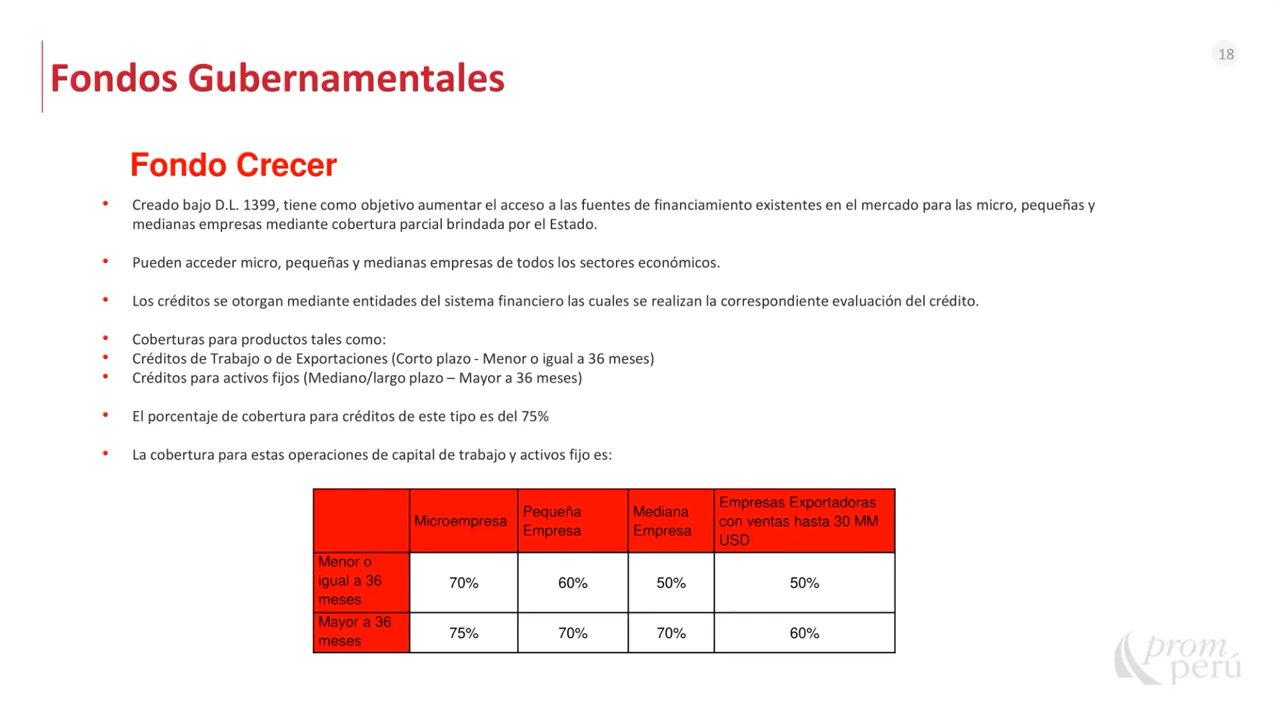 18
Fondos Gubernamentales
Fondo Crecer
• Creado bajo D.L. 1399, tiene como objetivo aumentar el acceso a las fuentes de financiamiento existentes en el mercado para las micro, pequeñas y
medianas empresas mediante cobertura parcial brindada por el Estado.
• Pueden acceder micro, pequeñas y medianas empresas de todos los sectores económicos.
• Los créditos se otorgan mediante entidades del sistema financiero las cuales se realizan la correspondiente evaluación del crédito.
• Coberturas para productos tales como:
• Créditos de Trabajo o de Exportaciones (Corto plazo - Menor o igual a 36 meses)
• Créditos para activos fijos (Mediano/largo plazo – Mayor a 36 meses)
• El porcentaje de cobertura para créditos de este tipo es del 75%
• La cobertura para estas operaciones de capital de trabajo y activos fijo es:
Microempresa
Pequeña
Empresa
Mediana
Empresa
Empresas Exportadoras
con ventas hasta 30 MM
USD
Menor o
igual a 36
meses
70% 60% 50% 50%
Mayor a 36
meses
75% 70% 70% 60%
prom
perú